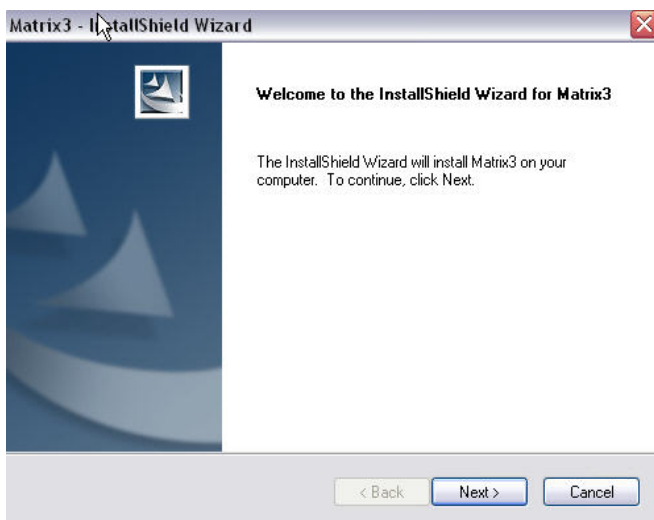 Matrix3 - InstallShield Wizard
Welcome to the InstallShield Wizard for Matrix3
The InstallShield Wizard will install Matrix3 on your
computer. To continue, click Next.
< Back
Next >
Cancel